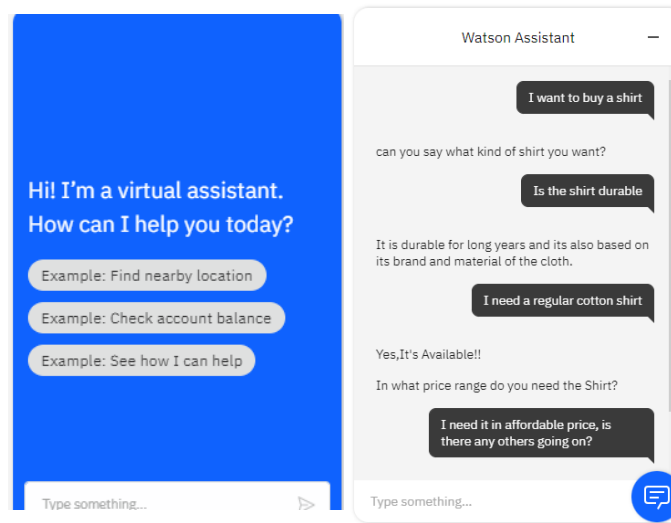 Hi! I'm a virtual assistant.
How can I help you today?
Example: Find nearby location
Example: Check account balance
Example: See how I can help
Type something...
Watson Assistant
I want to buy a shirt
can you say what kind of shirt you want?
Is the shirt durable
It is durable for long years and its also based on
its brand and material of the cloth.
I need a regular cotton shirt
Yes,It's Available!!
In what price range do you need the Shirt?
I need it in affordable price, is
there any others going on?
Type something...